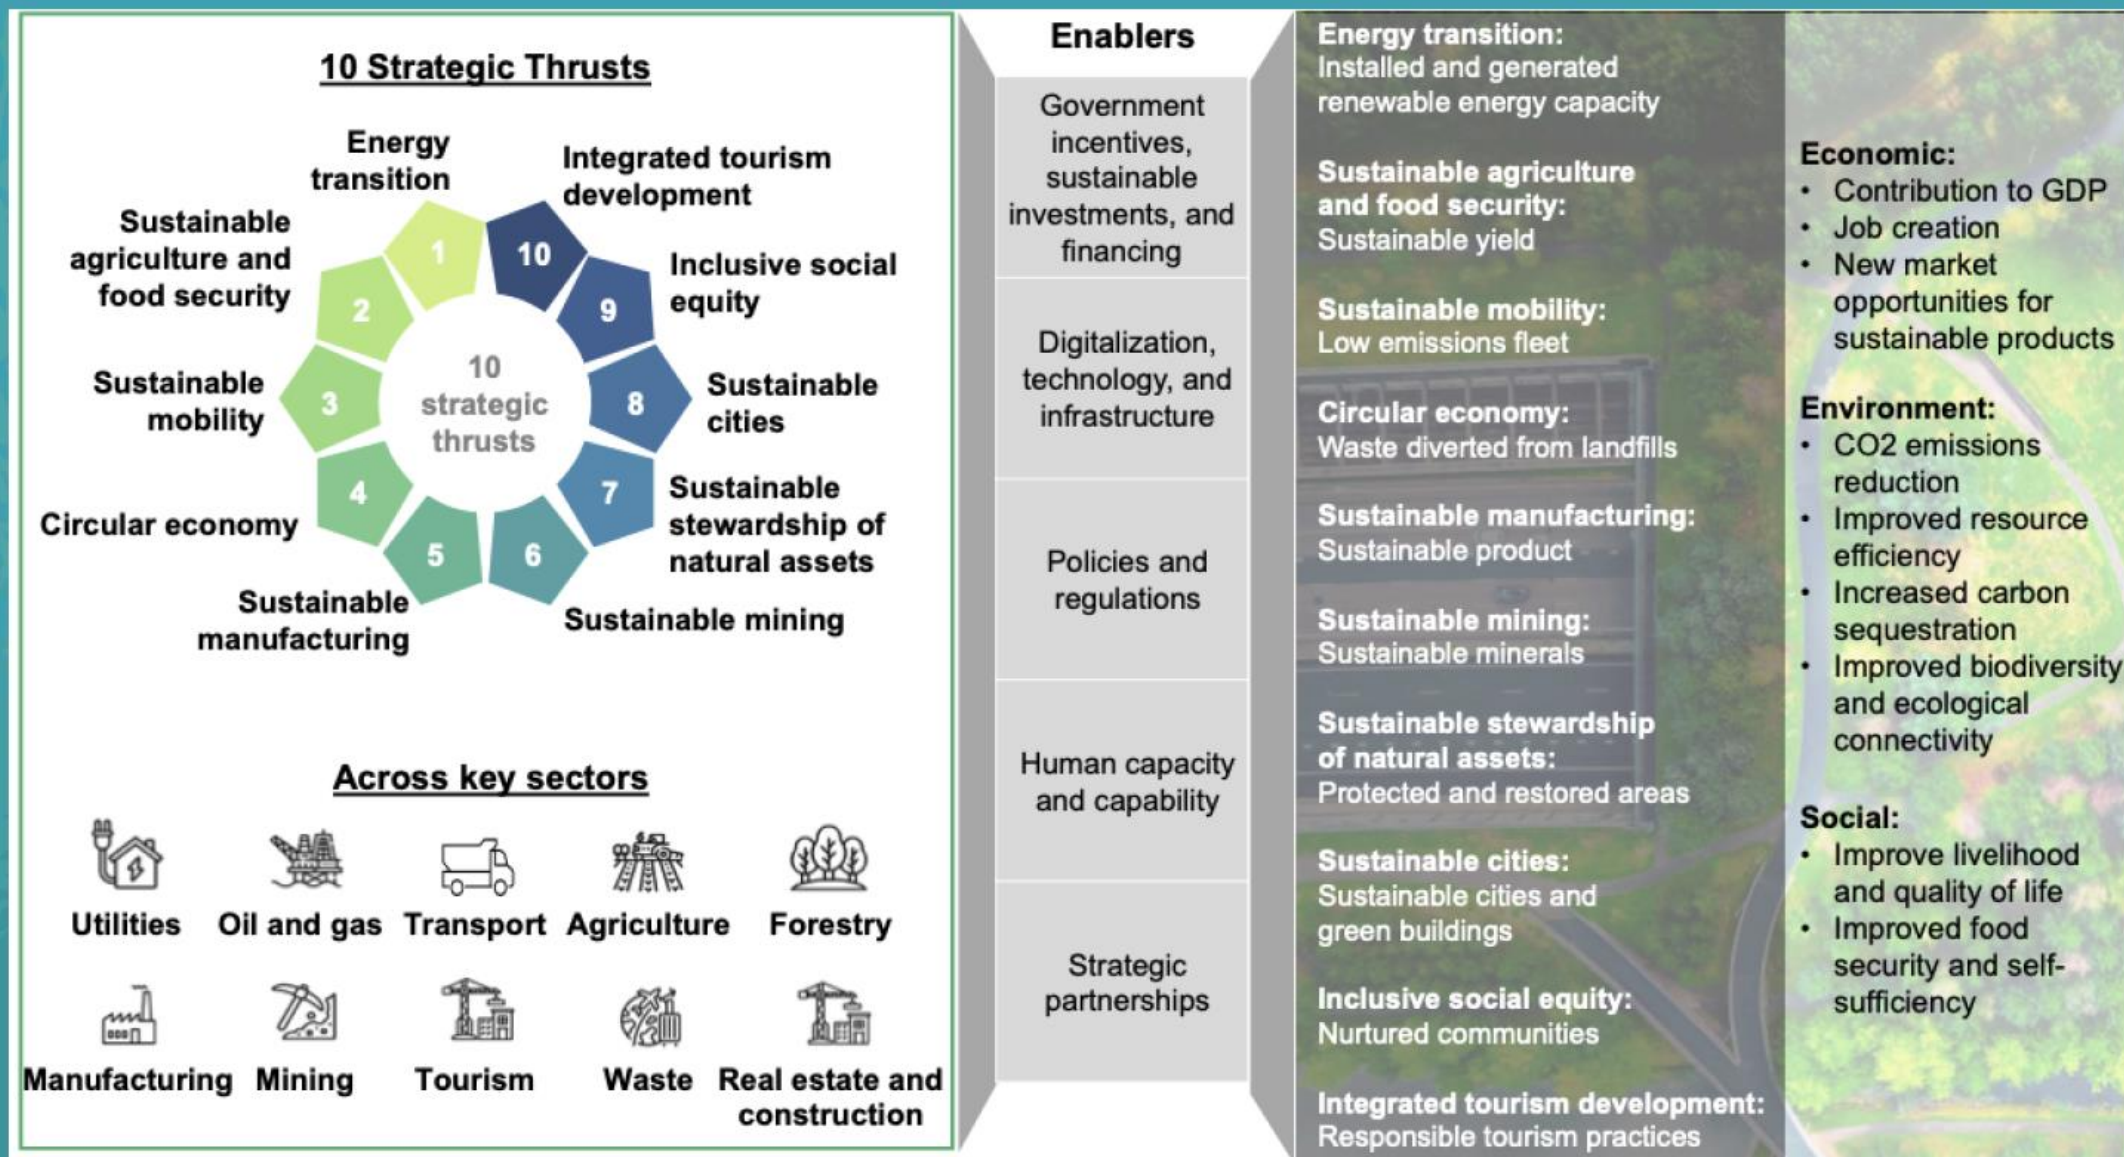 10 Strategic Thrusts
Energy
transition
1
Sustainable
agriculture and
food security
2
Sustainable
mobility
3
Circular economy
4
Sustainable
manufacturing
5
Sustainable mining
6
Sustainable
stewardship of
natural assets
7
Sustainable
cities
8
Inclusive social
equity
9
Integrated tourism
development
10
10
strategic
thrusts
Across key sectors
Utilities
Oil and gas
Transport
Agriculture
Forestry
Manufacturing
Mining
Tourism
Waste
Real estate and
construction
Enablers
Government
incentives,
sustainable
investments, and
financing
Digitalization,
technology, and
infrastructure
Policies and
regulations
Human capacity
and capability
Strategic
partnerships
Energy transition:
Installed and generated
renewable energy capacity
Sustainable agriculture
and food security:
Sustainable yield
Sustainable mobility:
Low emissions fleet
Circular economy:
Waste diverted from landfills
Sustainable manufacturing:
Sustainable product
Sustainable mining:
Sustainable minerals
Sustainable stewardship
of natural assets:
Protected and restored areas
Sustainable cities:
Sustainable cities and
green buildings
Inclusive social equity:
Nurtured communities
Integrated tourism development:
Responsible tourism practices
Economic:
• Contribution to GDP
• Job creation
• New market
opportunities for
sustainable products
Environment:
• CO2 emissions
reduction
• Improved resource
efficiency
• Increased carbon
sequestration
• Improved biodiversity
and ecological
connectivity
Social:
• Improve livelihood
and quality of life
• Improved food
security and self-
sufficiency